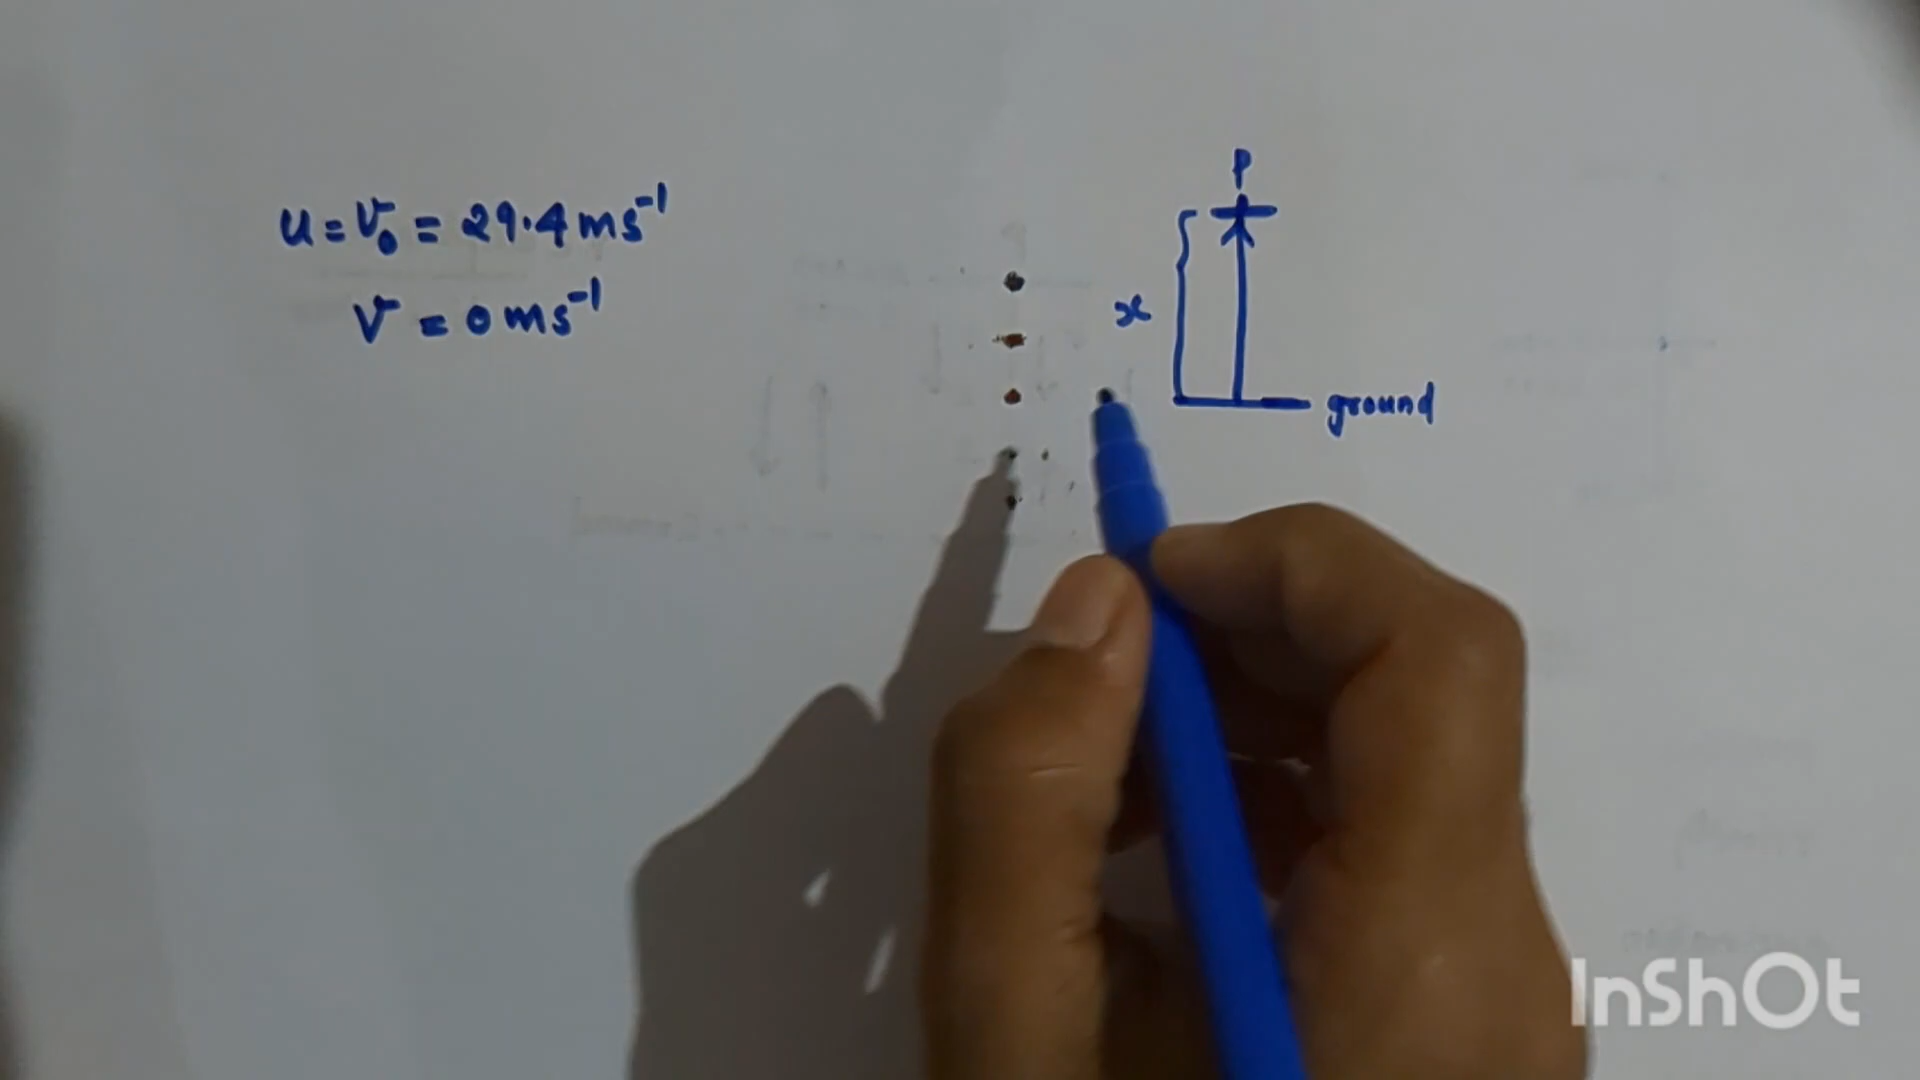 u = v₀ = 29.4 ms⁻¹
v = 0 ms⁻¹
P
x
ground
InShOt